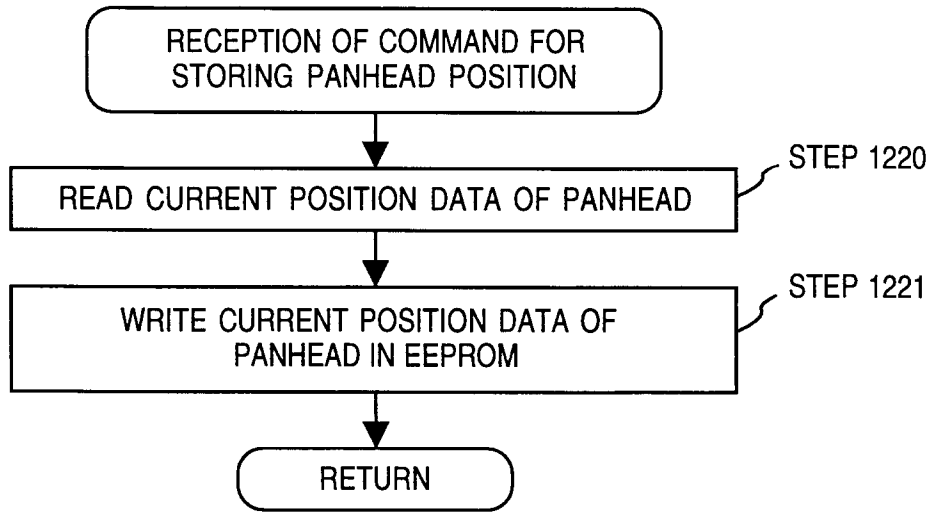 RECEPTION OF COMMAND FOR
STORING PANHEAD POSITION
STEP 1220
READ CURRENT POSITION DATA OF PANHEAD
STEP 1221
WRITE CURRENT POSITION DATA OF
PANHEAD IN EEPROM
RETURN